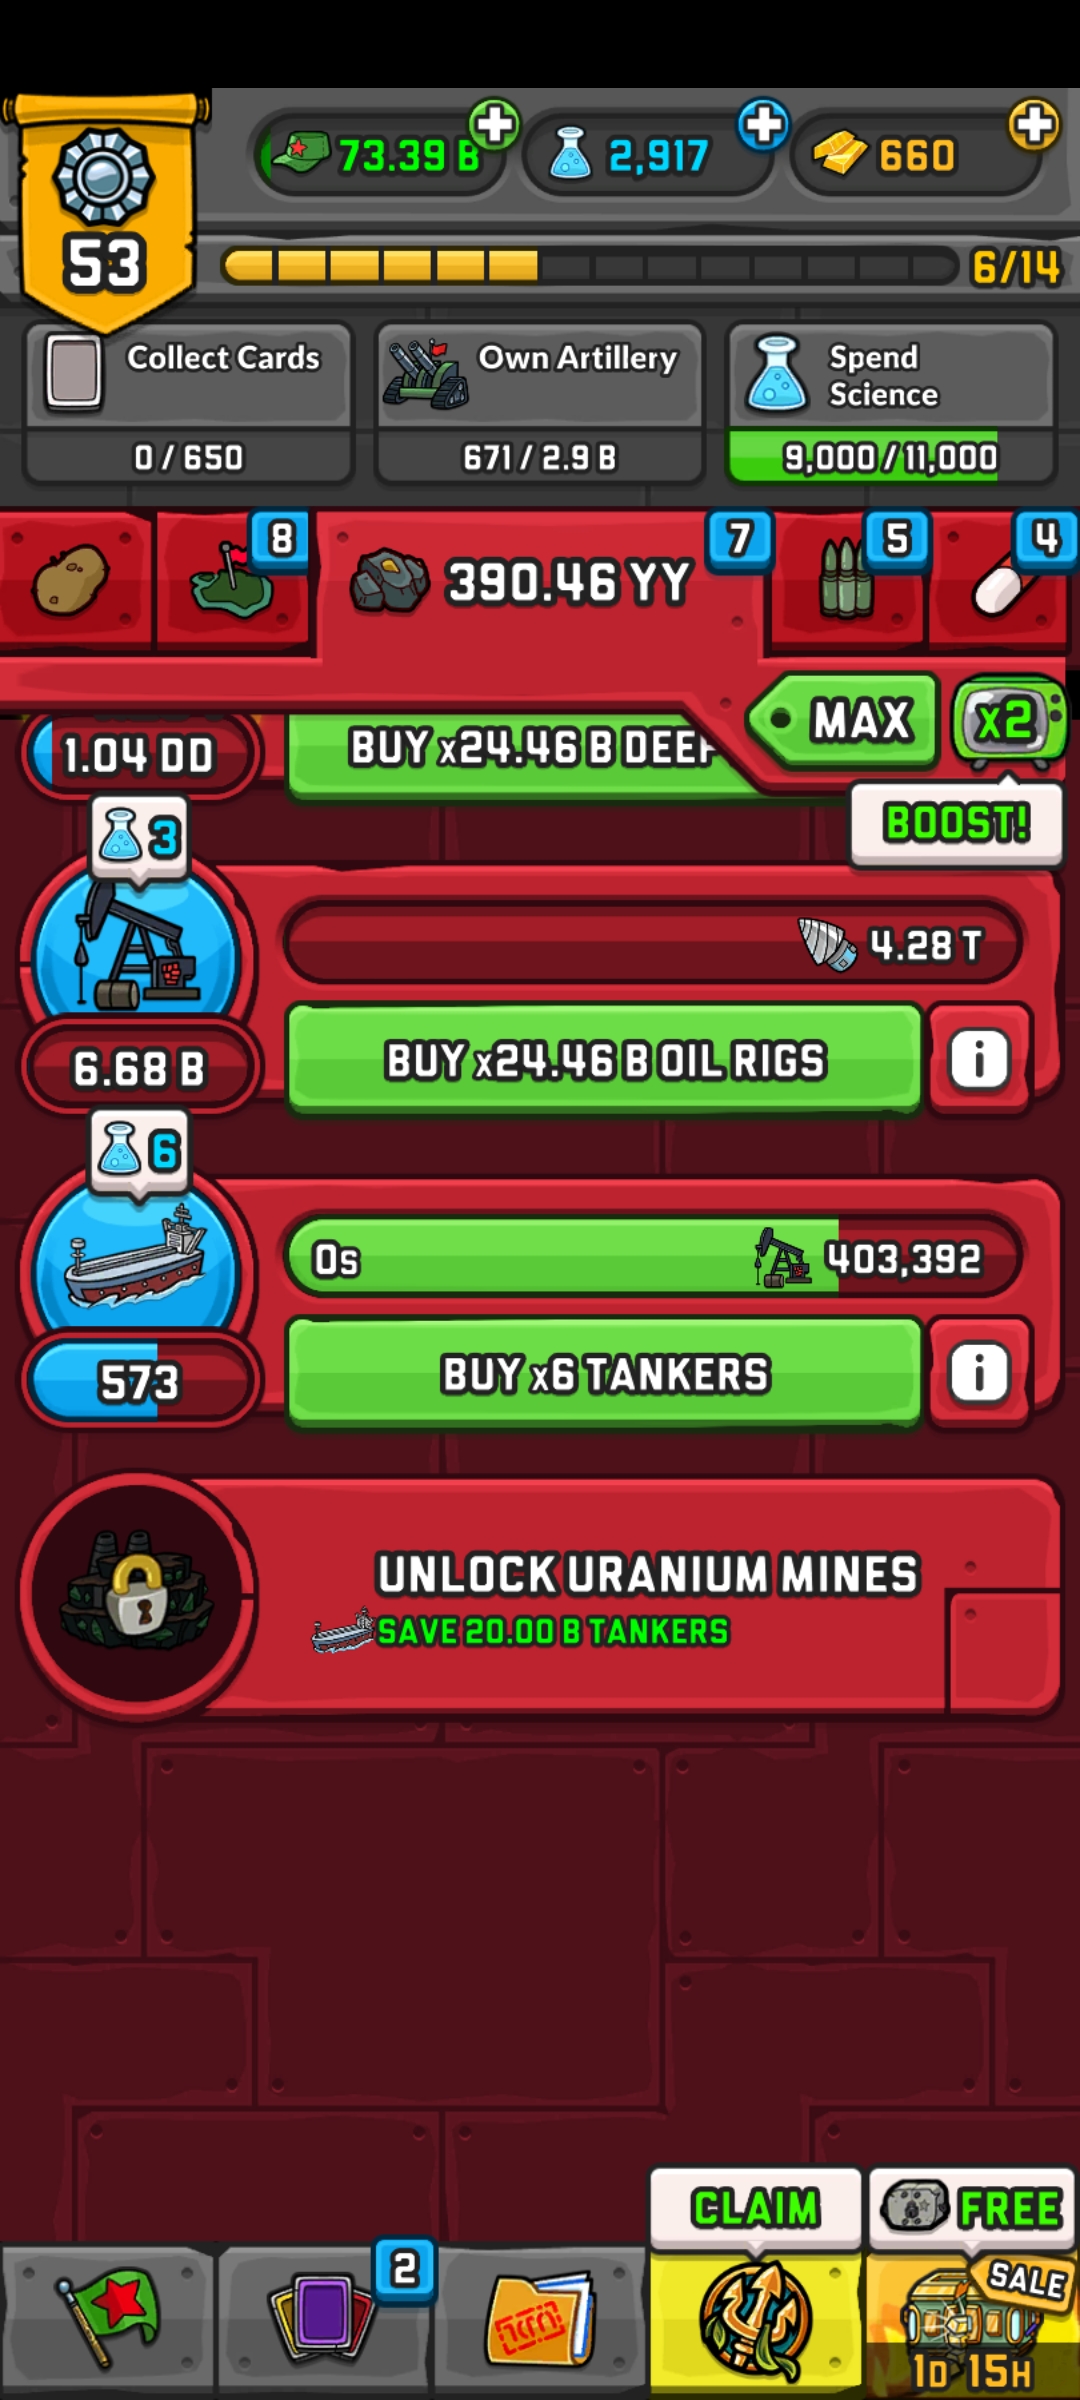 73.39 B
2,917
660
53
6/14
Collect Cards
Own Artillery
Spend
Science
0 / 650
671 / 2.9 B
9,000 / 11,000
8
390.46 YY
7
5
4
MAX
x2
1.04 DD
BUY x24.46 B DEEP
BOOST!
3
4.28 T
6.68 B
BUY x24.46 B OIL RIGS
i
6
0s
403,392
573
BUY x6 TANKERS
i
UNLOCK URANIUM MINES
SAVE 20.00 B TANKERS
CLAIM
FREE
2
SALE
1D 15H